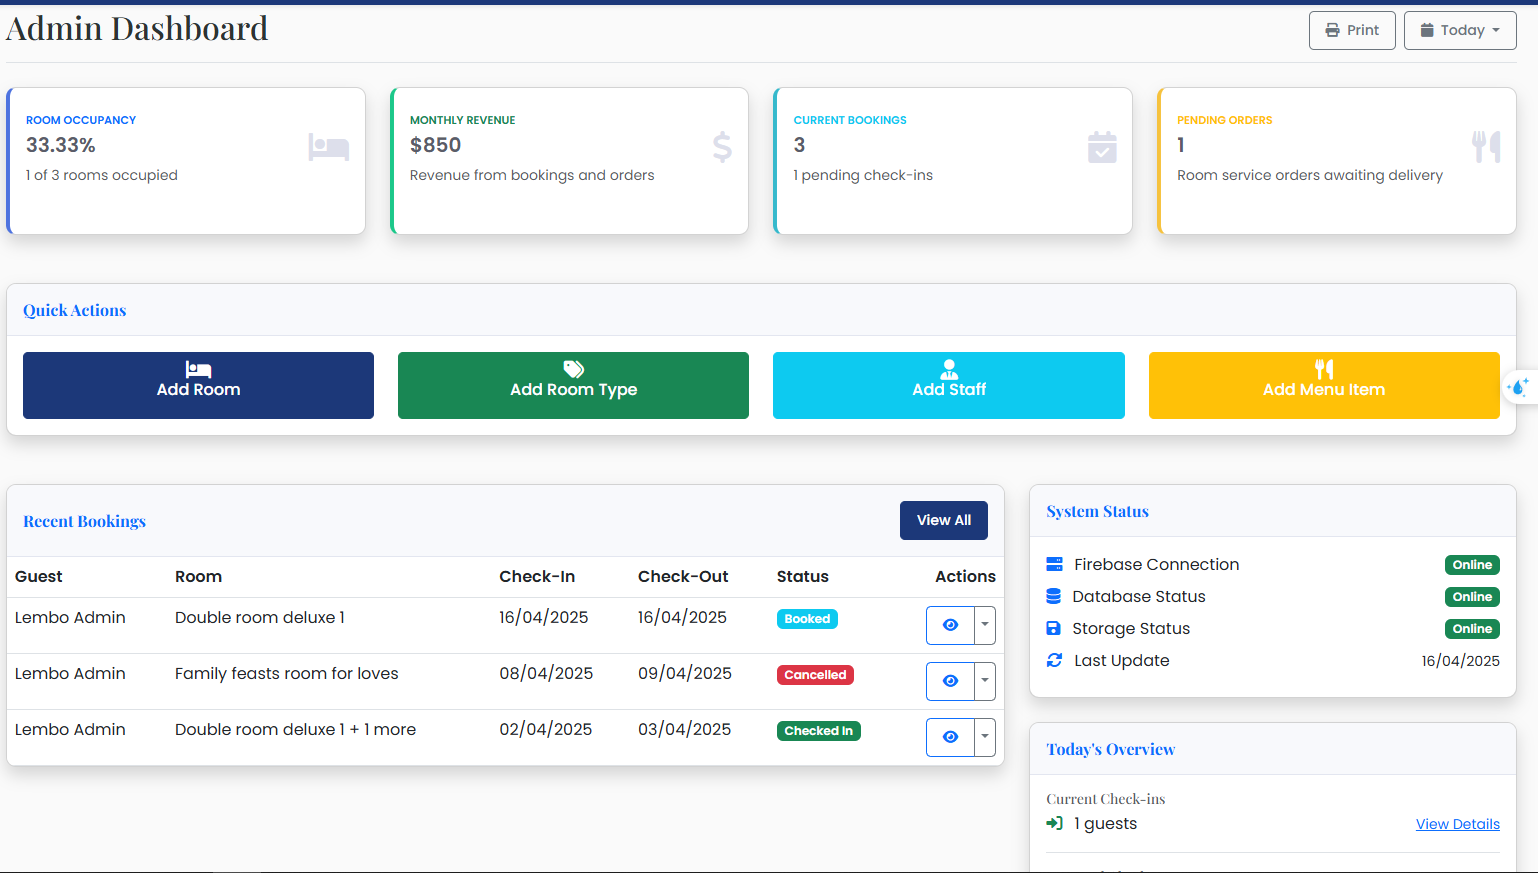 Admin Dashboard
Print
Today
ROOM OCCUPANCY
33.33%
1 of 3 rooms occupied
MONTHLY REVENUE
$850
Revenue from bookings and orders
CURRENT BOOKINGS
3
1 pending check-ins
PENDING ORDERS
1
Room service orders awaiting delivery
Quick Actions
Add Room
Add Room Type
Add Staff
Add Menu Item
Recent Bookings
View All
Guest Room Check-In Check-Out Status Actions
Lembo Admin Double room deluxe 1 16/04/2025 16/04/2025 Booked
Lembo Admin Family feasts room for loves 08/04/2025 09/04/2025 Cancelled
Lembo Admin Double room deluxe 1 + 1 more 02/04/2025 03/04/2025 Checked In
System Status
Firebase Connection Online
Database Status Online
Storage Status Online
Last Update 16/04/2025
Today's Overview
Current Check-ins
1 guests View Details